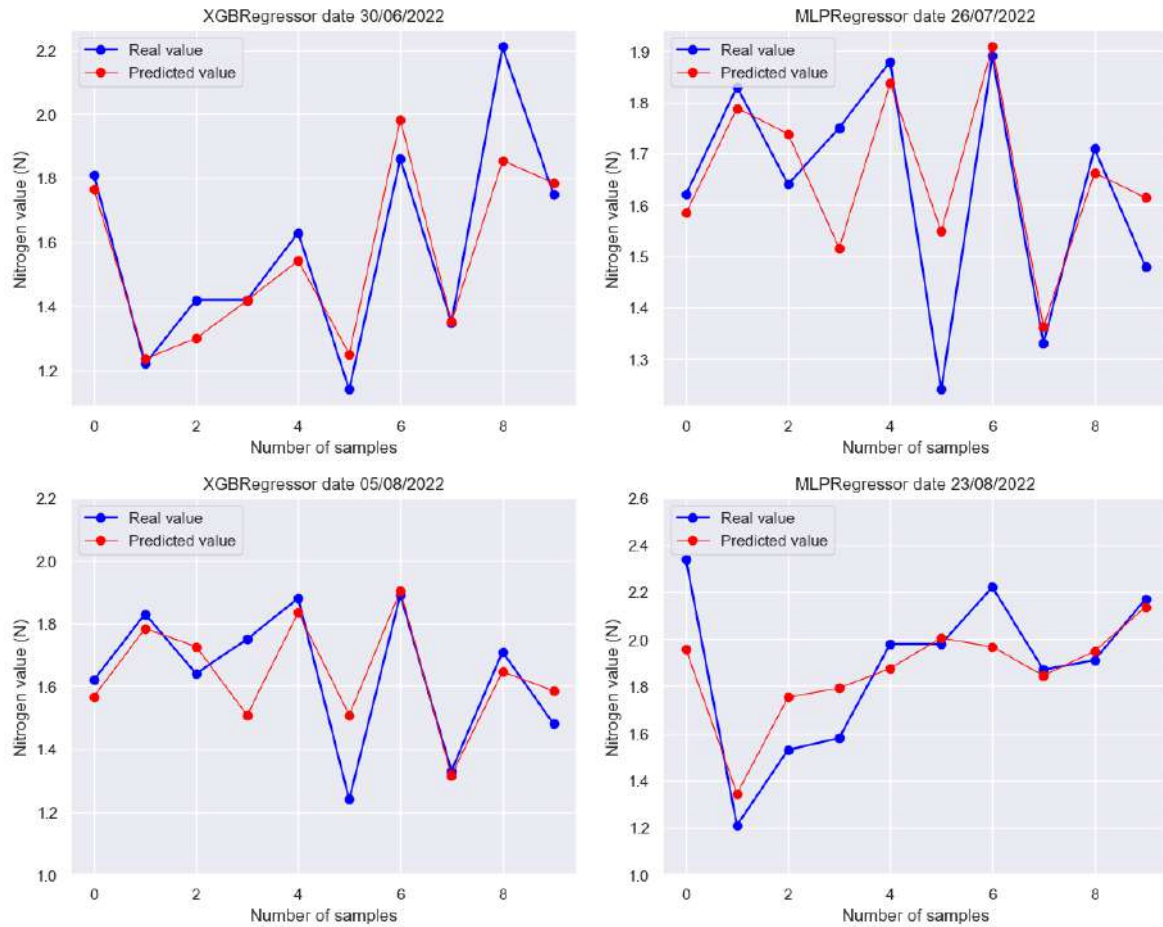 XGBRegressor date 30/06/2022
Real value
Predicted value
2.2
2.0
1.8
1.6
1.4
1.2
Nitrogen value (N)
0 2 4 6 8
Number of samples
MLPRegressor date 26/07/2022
Real value
Predicted value
1.9
1.8
1.7
1.6
1.5
1.4
1.3
Nitrogen value (N)
0 2 4 6 8
Number of samples
XGBRegressor date 05/08/2022
Real value
Predicted value
2.2
2.0
1.8
1.6
1.4
1.2
1.0
Nitrogen value (N)
0 2 4 6 8
Number of samples
MLPRegressor date 23/08/2022
Real value
Predicted value
2.6
2.4
2.2
2.0
1.8
1.6
1.4
1.2
1.0
Nitrogen value (N)
0 2 4 6 8
Number of samples